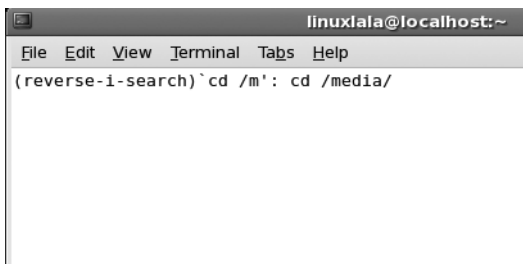 linuxlala@localhost:~
File Edit View Terminal Tabs Help
(reverse-i-search)`cd /m': cd /media/